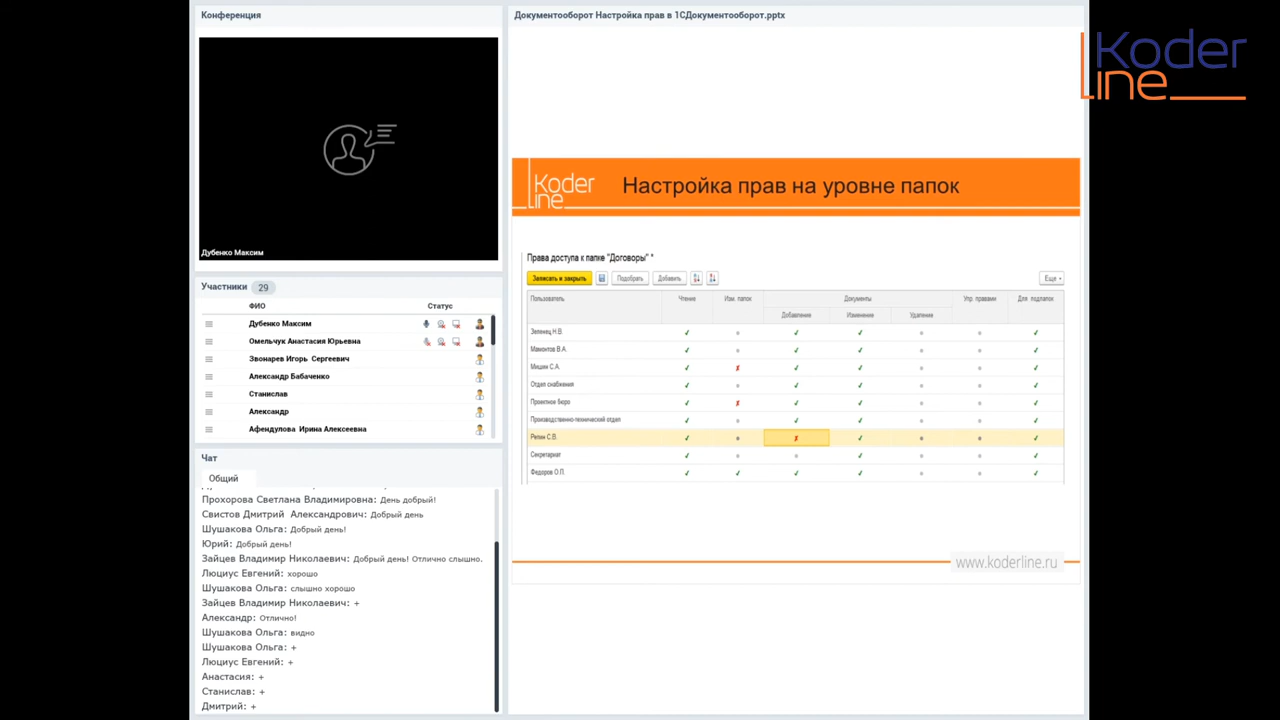 Конференция
Дубенко Максим
Участники 29
ФИО Статус
Дубенко Максим
Омельчук Анастасия Юрьевна
Звонарев Игорь Сергеевич
Александр Бабаченко
Станислав
Александр
Афендулова Ирина Алексеевна
Чат
Общий
Прохорова Светлана Владимировна: День добрый!
Свистов Дмитрий Александрович: Добрый день
Шушакова Ольга: Добрый день!
Юрий: Добрый день!
Зайцев Владимир Николаевич: Добрый день! Отлично слышно.
Люциус Евгений: хорошо
Шушакова Ольга: слышно хорошо
Зайцев Владимир Николаевич: +
Александр: Отлично!
Шушакова Ольга: видно
Шушакова Ольга: +
Люциус Евгений: +
Анастасия: +
Станислав: +
Дмитрий: +
Документооборот Настройка прав в 1СДокументооборот.pptx
Koder
line
Koder
line
Настройка прав на уровне папок
Права доступа к папке "Договоры" *
Записать и закрыть Подобрать Добавить Еще
Пользователь Чтение Изм. папок Документы Упр. правами Для подпапок
Добавление Изменение Удаление
Зеленец Н.В.
Мамонтов В.А.
Мишин С.А.
Отдел снабжения
Проектное бюро
Производственно-технический отдел
Репин С.В.
Секретариат
Федоров О.П.
www.koderline.ru